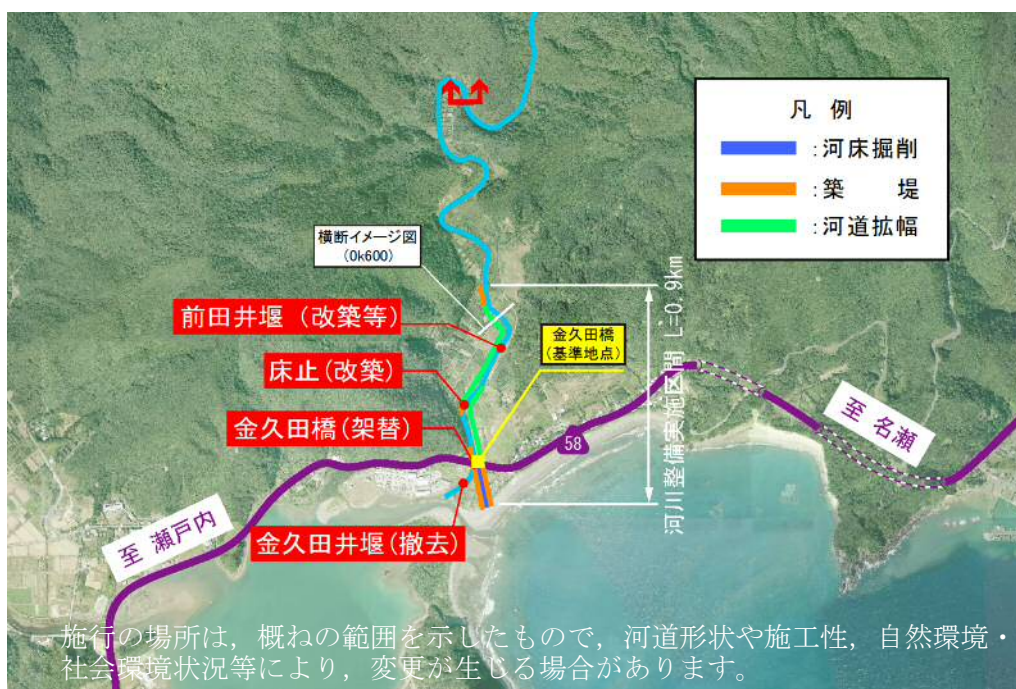 凡 例
:河床掘削
:築 堤
:河道拡幅
横断イメージ図
(0k600)
前田井堰 (改築等)
床止(改築)
金久田橋
(基準地点)
金久田橋(架替)
金久田井堰(撤去)
河川整備実施区間 L=0.9km
58
至 名瀬
至 瀬戸内
施行の場所は，概ねの範囲を示したもので，河道形状や施工性，自然環境・
社会環境状況等により，変更が生じる場合があります。